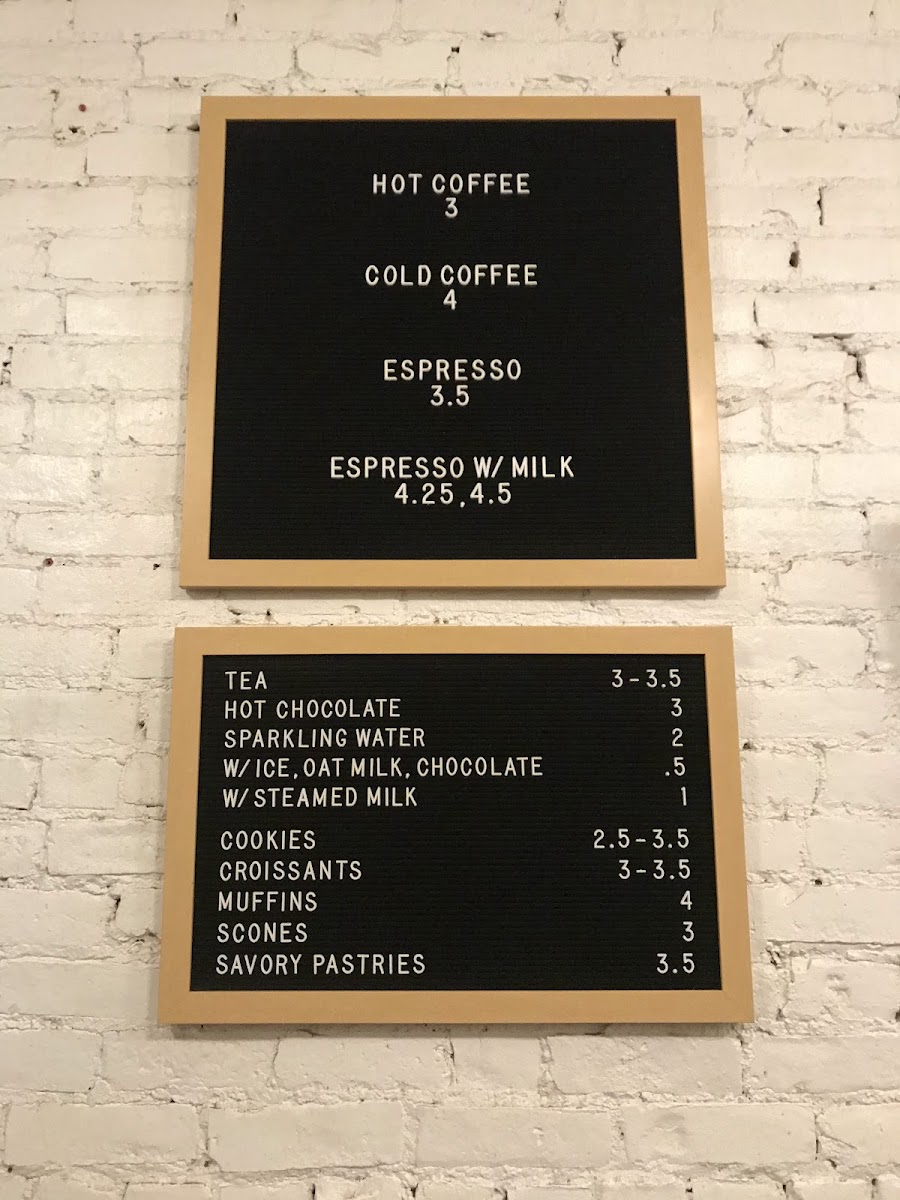 HOT COFFEE
3
COLD COFFEE
4
ESPRESSO
3.5
ESPRESSO W/ MILK
4.25,4.5
TEA 3-3.5
HOT CHOCOLATE 3
SPARKLING WATER 2
W/ ICE, OAT MILK, CHOCOLATE .5
W/ STEAMED MILK 1
COOKIES 2.5-3.5
CROISSANTS 3-3.5
MUFFINS 4
SCONES 3
SAVORY PASTRIES 3.5